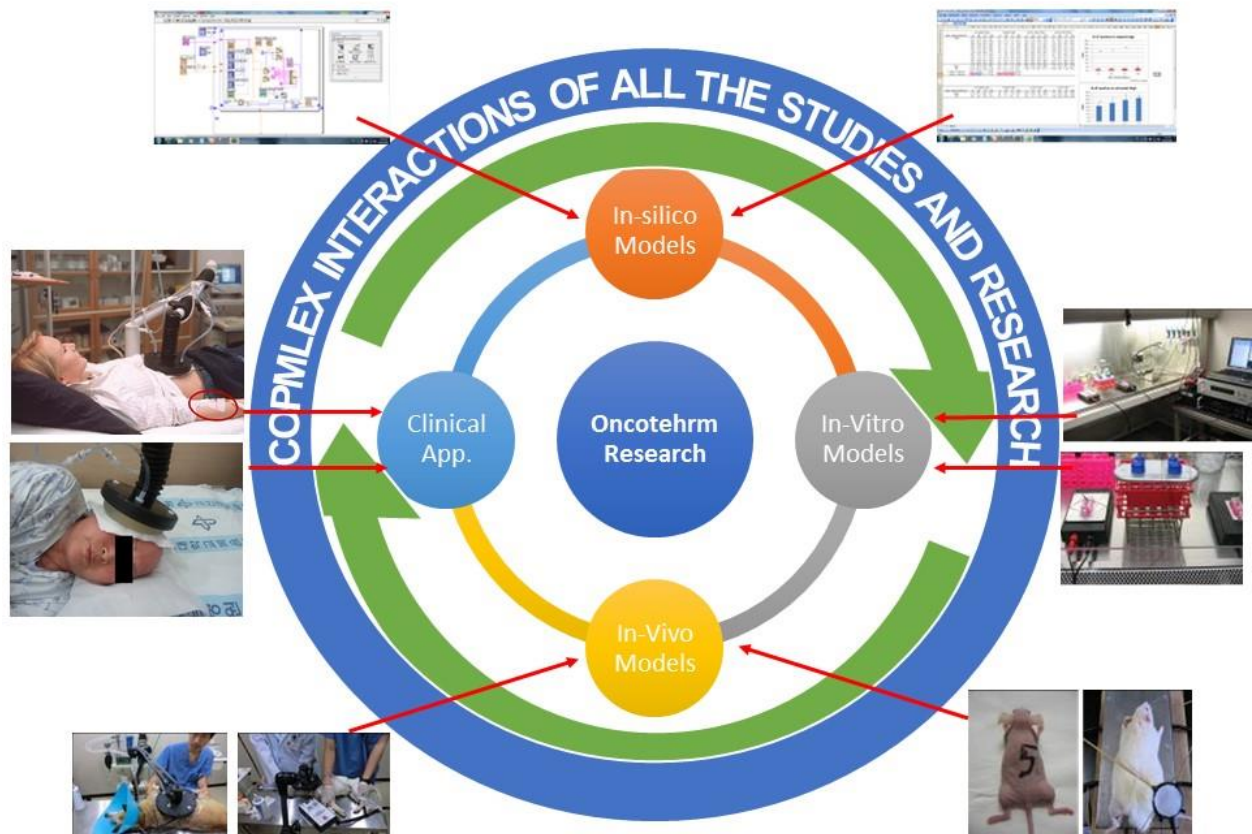 COPMLEX INTERACTIONS OF ALL THE STUDIES AND RESEARCH
In-silico
Models
Clinical
App.
Oncotehrm
Research
In-Vitro
Models
In-Vivo
Models
5